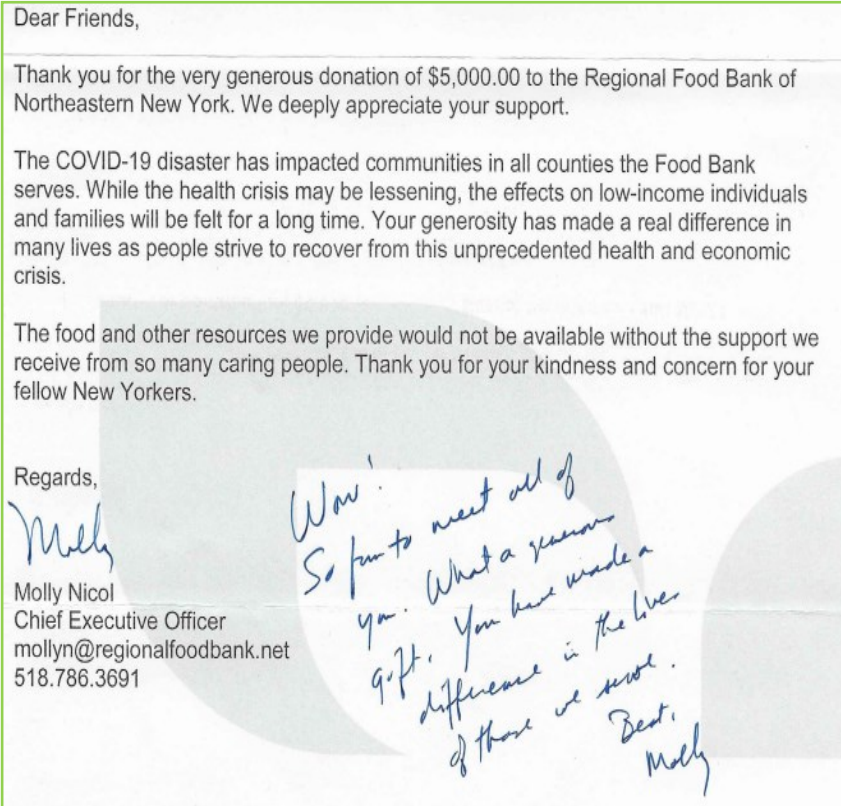 Dear Friends,
Thank you for the very generous donation of $5,000.00 to the Regional Food Bank of
Northeastern New York. We deeply appreciate your support.
The COVID-19 disaster has impacted communities in all counties the Food Bank
serves. While the health crisis may be lessening, the effects on low-income individuals
and families will be felt for a long time. Your generosity has made a real difference in
many lives as people strive to recover from this unprecedented health and economic
crisis.
The food and other resources we provide would not be available without the support we
receive from so many caring people. Thank you for your kindness and concern for your
fellow New Yorkers.
Regards,
Molly
Molly Nicol
Chief Executive Officer
mollyn@regionalfoodbank.net
518.786.3691
Wow!
So fun to meet all of
you. What a generous
gift. You have made a
difference in the lives
of those we serve.
Best,
Molly